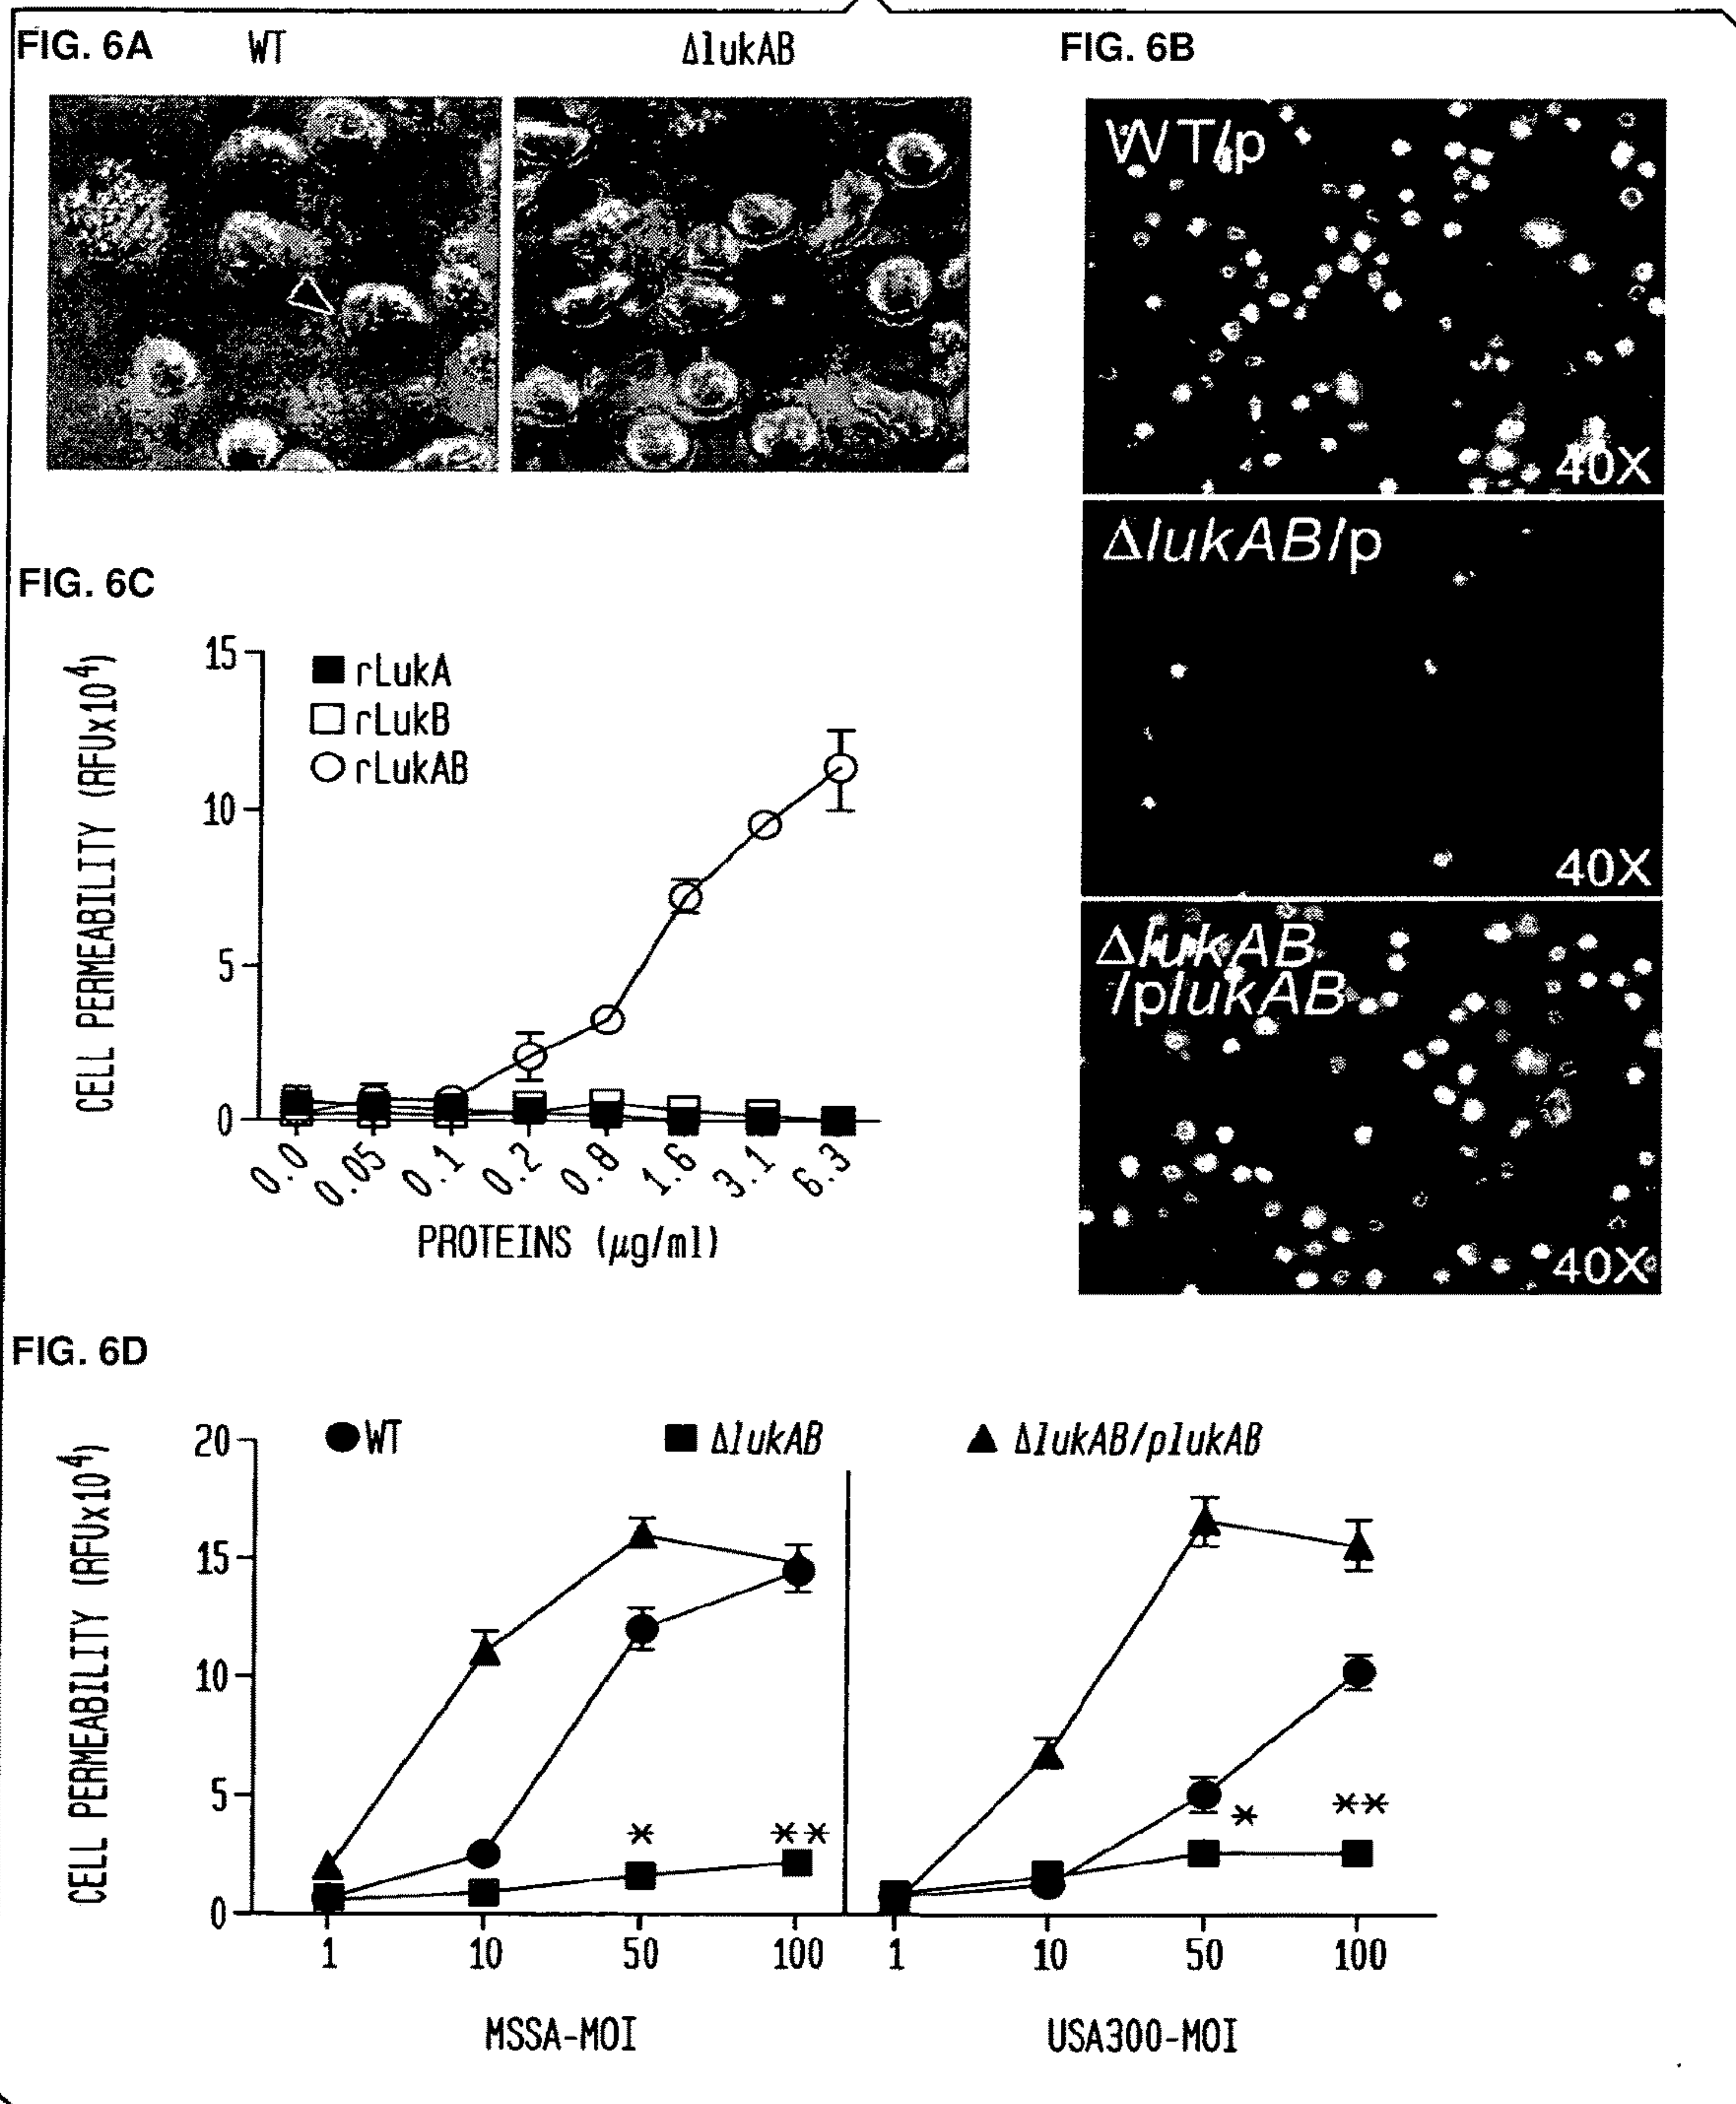 FIG. 6A
WT
ΔlukAB
FIG. 6B
WT/p
40X
ΔlukAB/p
40X
ΔlukAB
/plukAB
40X
FIG. 6C
CELL PERMEABILITY (RFUx10⁴)
15
10
5
0
rLukA
rLukB
rLukAB
0.0 0.05 0.1 0.2 0.8 1.6 3.1 6.3
PROTEINS (µg/ml)
FIG. 6D
CELL PERMEABILITY (RFUx10⁴)
20
15
10
5
0
WT ΔlukAB ΔlukAB/plukAB
* ** * **
1 10 50 100 1 10 50 100
MSSA-MOI USA300-MOI